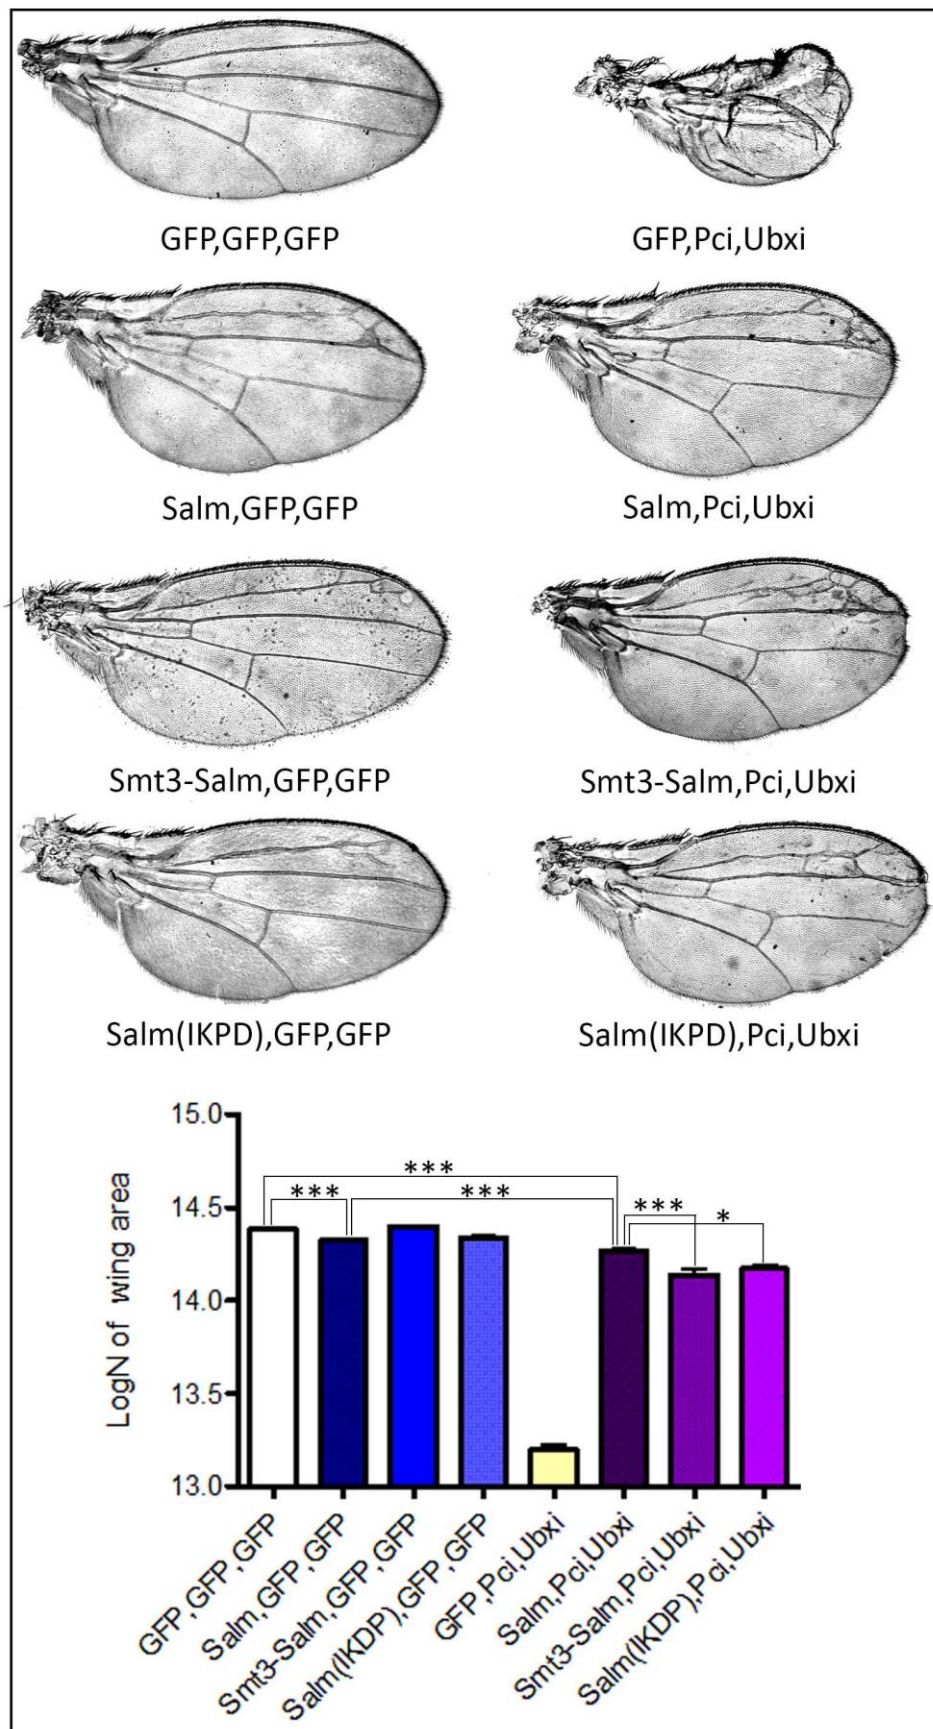 GFP,GFP,GFP
GFP,Pci,Ubxi
Salm,GFP,GFP
Salm,Pci,Ubxi
Smt3-Salm,GFP,GFP
Smt3-Salm,Pci,Ubxi
Salm(IKPD),GFP,GFP
Salm(IKPD),Pci,Ubxi
LogN of wing area
15.0
14.5
14.0
13.5
13.0
***
***
***
***
*
GFP,GFP,GFP
Salm,GFP,GFP
Smt3-Salm,GFP,GFP
Salm(IKDP),GFP,GFP
GFP,Pci,Ubxi
Salm,Pci,Ubxi
Smt3-Salm,Pci,Ubxi
Salm(IKDP),Pci,Ubxi